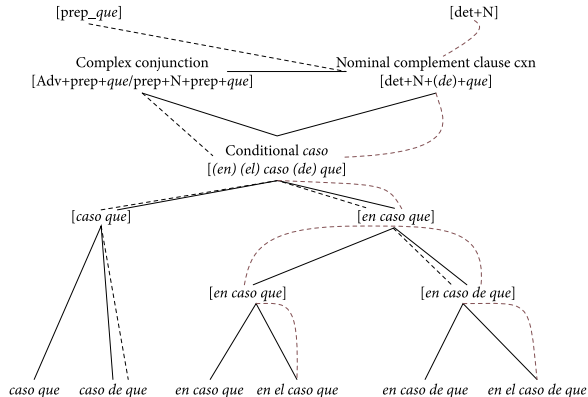 [prep_que]
[det+N]
Complex conjunction
[Adv+prep+que/prep+N+prep+que]
Nominal complement clause cxn
[det+N+(de)+que]
Conditional caso
[(en) (el) caso (de) que]
[caso que]
[en caso que]
[en caso que]
[en caso de que]
caso que
caso de que
en caso que
en el caso que
en caso de que
en el caso de que